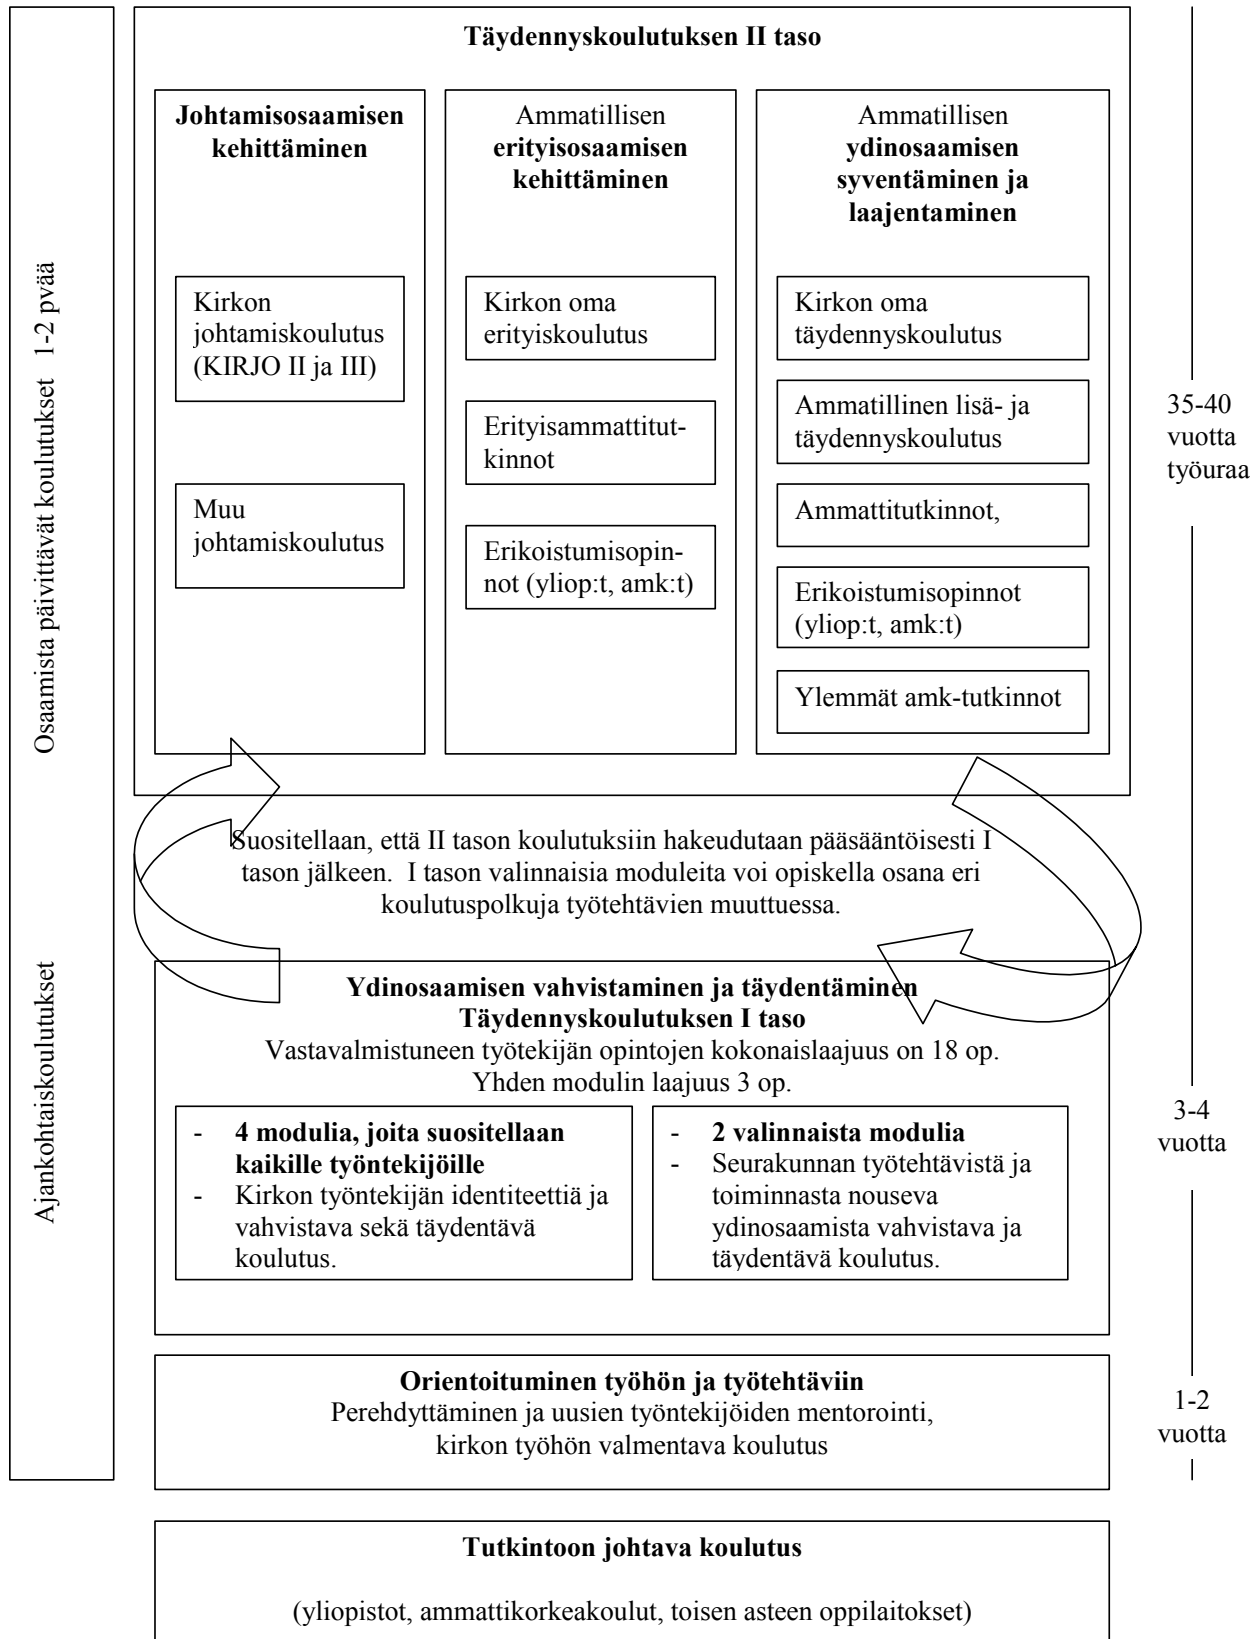 Täydennyskoulutuksen II taso
Johtamisosaamisen
kehittäminen
Kirkon
johtamiskoulutus
(KIRJO II ja III)
Muu
johtamiskoulutus
Ammatillisen
erityisosaamisen
kehittäminen
Kirkon oma
erityiskoulutus
Erityisammattitut-
kinnot
Erikoistumisopin-
not (yliop:t, amk:t)
Ammatillisen
ydinosaamisen
syventäminen ja
laajentaminen
Kirkon oma
täydennyskoulutus
Ammatillinen lisä- ja
täydennyskoulutus
Ammattitutkinnot,
Erikoistumisopinnot
(yliop:t, amk:t)
Ylemmät amk-tutkinnot
35-40
vuotta
työuraa
Osaamista päivittävät koulutukset 1-2 pvää
Suositellaan, että II tason koulutuksiin hakeudutaan pääsääntöisesti I
tason jälkeen. I tason valinnaisia moduleita voi opiskella osana eri
koulutuspolkuja työtehtävien muuttuessa.
Ajankohtaiskoulutukset
Ydinosaamisen vahvistaminen ja täydentäminen
Täydennyskoulutuksen I taso
Vastavalmistuneen työtekijän opintojen kokonaislaajuus on 18 op.
Yhden modulin laajuus 3 op.
- 4 modulia, joita suositellaan
kaikille työntekijöille
- Kirkon työntekijän identiteettiä ja
vahvistava sekä täydentävä
koulutus.
- 2 valinnaista modulia
- Seurakunnan työtehtävistä ja
toiminnasta nouseva
ydinosaamista vahvistava ja
täydentävä koulutus.
3-4
vuotta
Orientoituminen työhön ja työtehtäviin
Perehdyttäminen ja uusien työntekijöiden mentorointi,
kirkon työhön valmentava koulutus
1-2
vuotta
Tutkintoon johtava koulutus
(yliopistot, ammattikorkeakoulut, toisen asteen oppilaitokset)